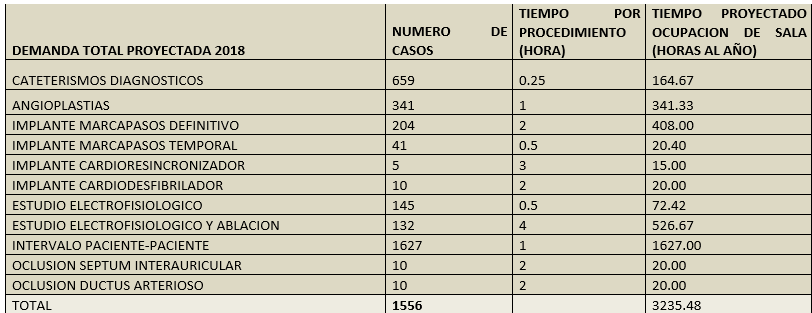 DEMANDA TOTAL PROYECTADA 2018 | NUMERO DE CASOS | TIEMPO POR PROCEDIMIENTO (HORA) | TIEMPO PROYECTADO OCUPACION DE SALA (HORAS AL AÑO)
CATETERISMOS DIAGNOSTICOS | 659 | 0.25 | 164.67
ANGIOPLASTIAS | 341 | 1 | 341.33
IMPLANTE MARCAPASOS DEFINITIVO | 204 | 2 | 408.00
IMPLANTE MARCAPASOS TEMPORAL | 41 | 0.5 | 20.40
IMPLANTE CARDIORESINCRONIZADOR | 5 | 3 | 15.00
IMPLANTE CARDIODESFIBRILADOR | 10 | 2 | 20.00
ESTUDIO ELECTROFISIOLOGICO | 145 | 0.5 | 72.42
ESTUDIO ELECTROFISIOLOGICO Y ABLACION | 132 | 4 | 526.67
INTERVALO PACIENTE-PACIENTE | 1627 | 1 | 1627.00
OCLUSION SEPTUM INTERAURICULAR | 10 | 2 | 20.00
OCLUSION DUCTUS ARTERIOSO | 10 | 2 | 20.00
TOTAL | 1556 | | 3235.48